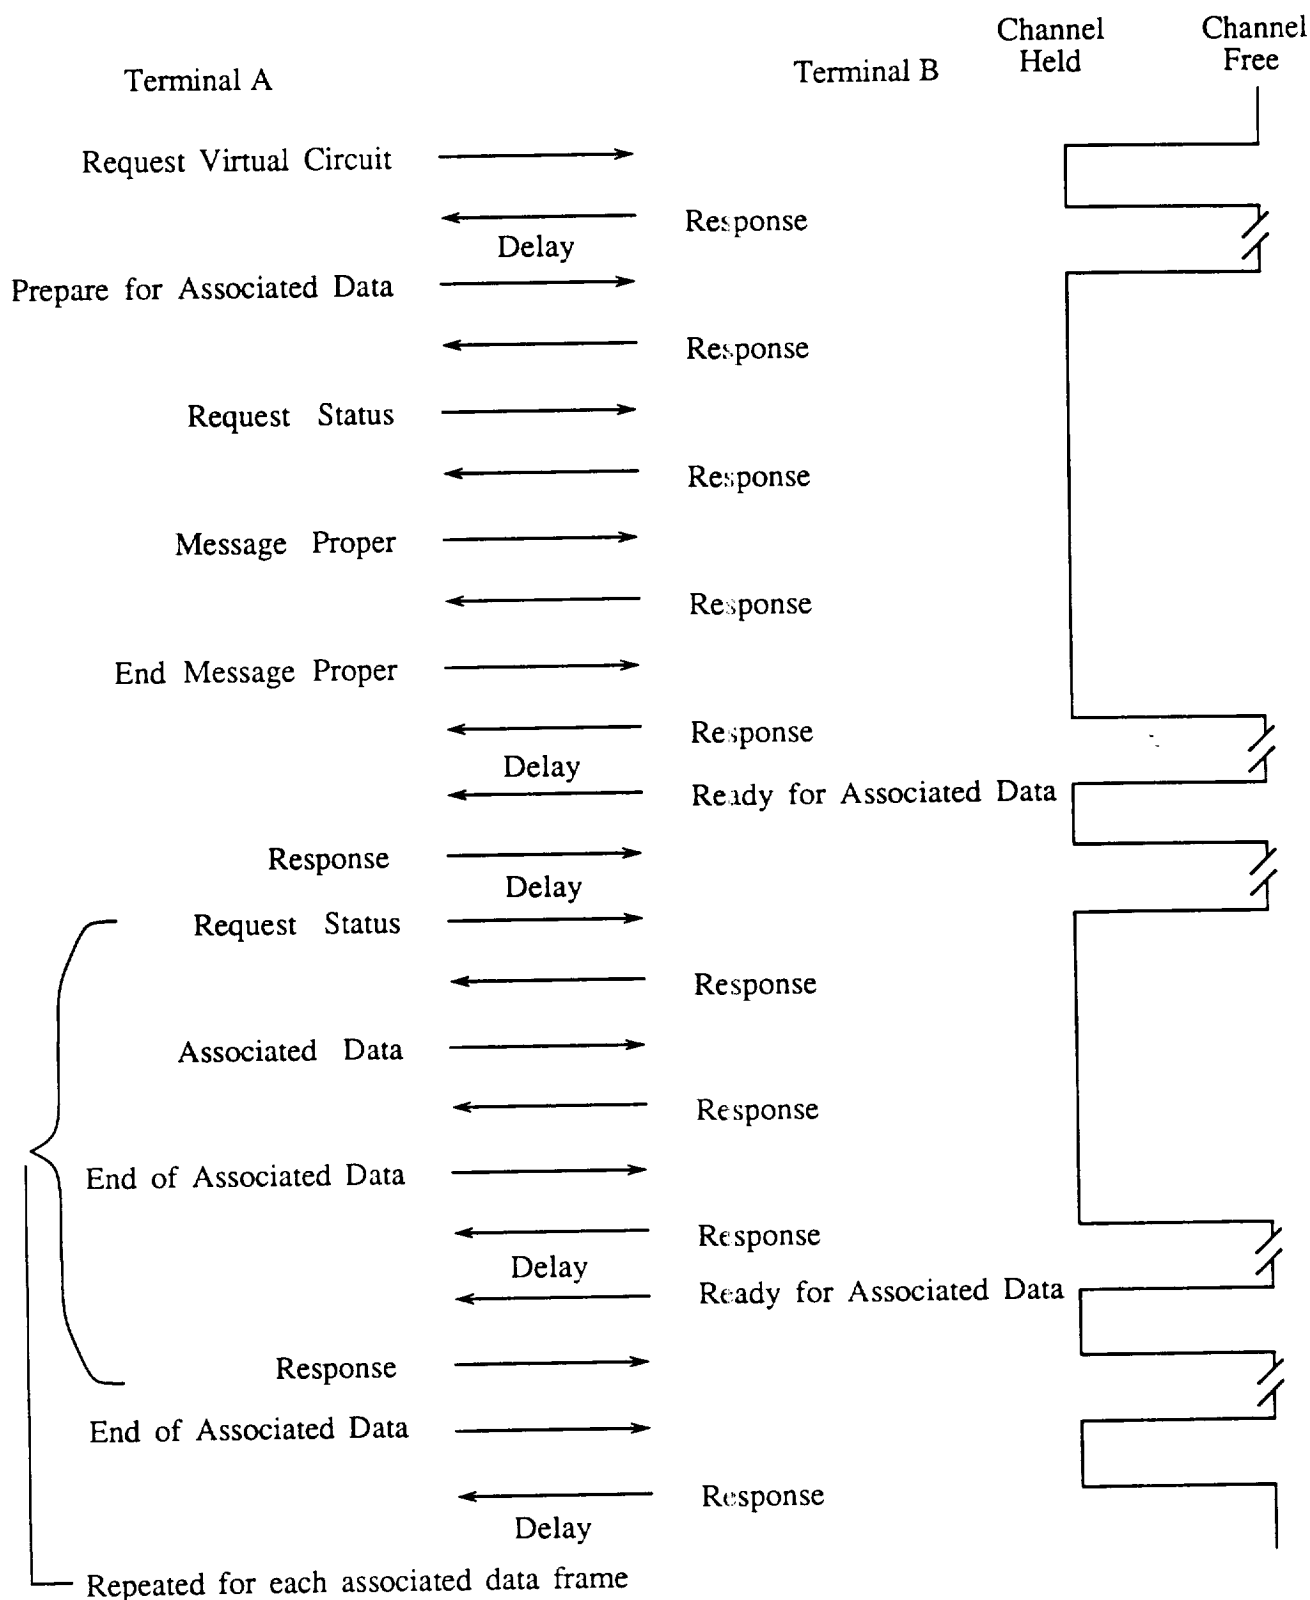 Channel Held
Channel Free
Terminal A
Terminal B
Request Virtual Circuit
Response
Delay
Prepare for Associated Data
Response
Request Status
Response
Message Proper
Response
End Message Proper
Response
Delay
Ready for Associated Data
Response
Delay
Request Status
Response
Associated Data
Response
End of Associated Data
Response
Delay
Ready for Associated Data
Response
End of Associated Data
Response
Delay
Repeated for each associated data frame